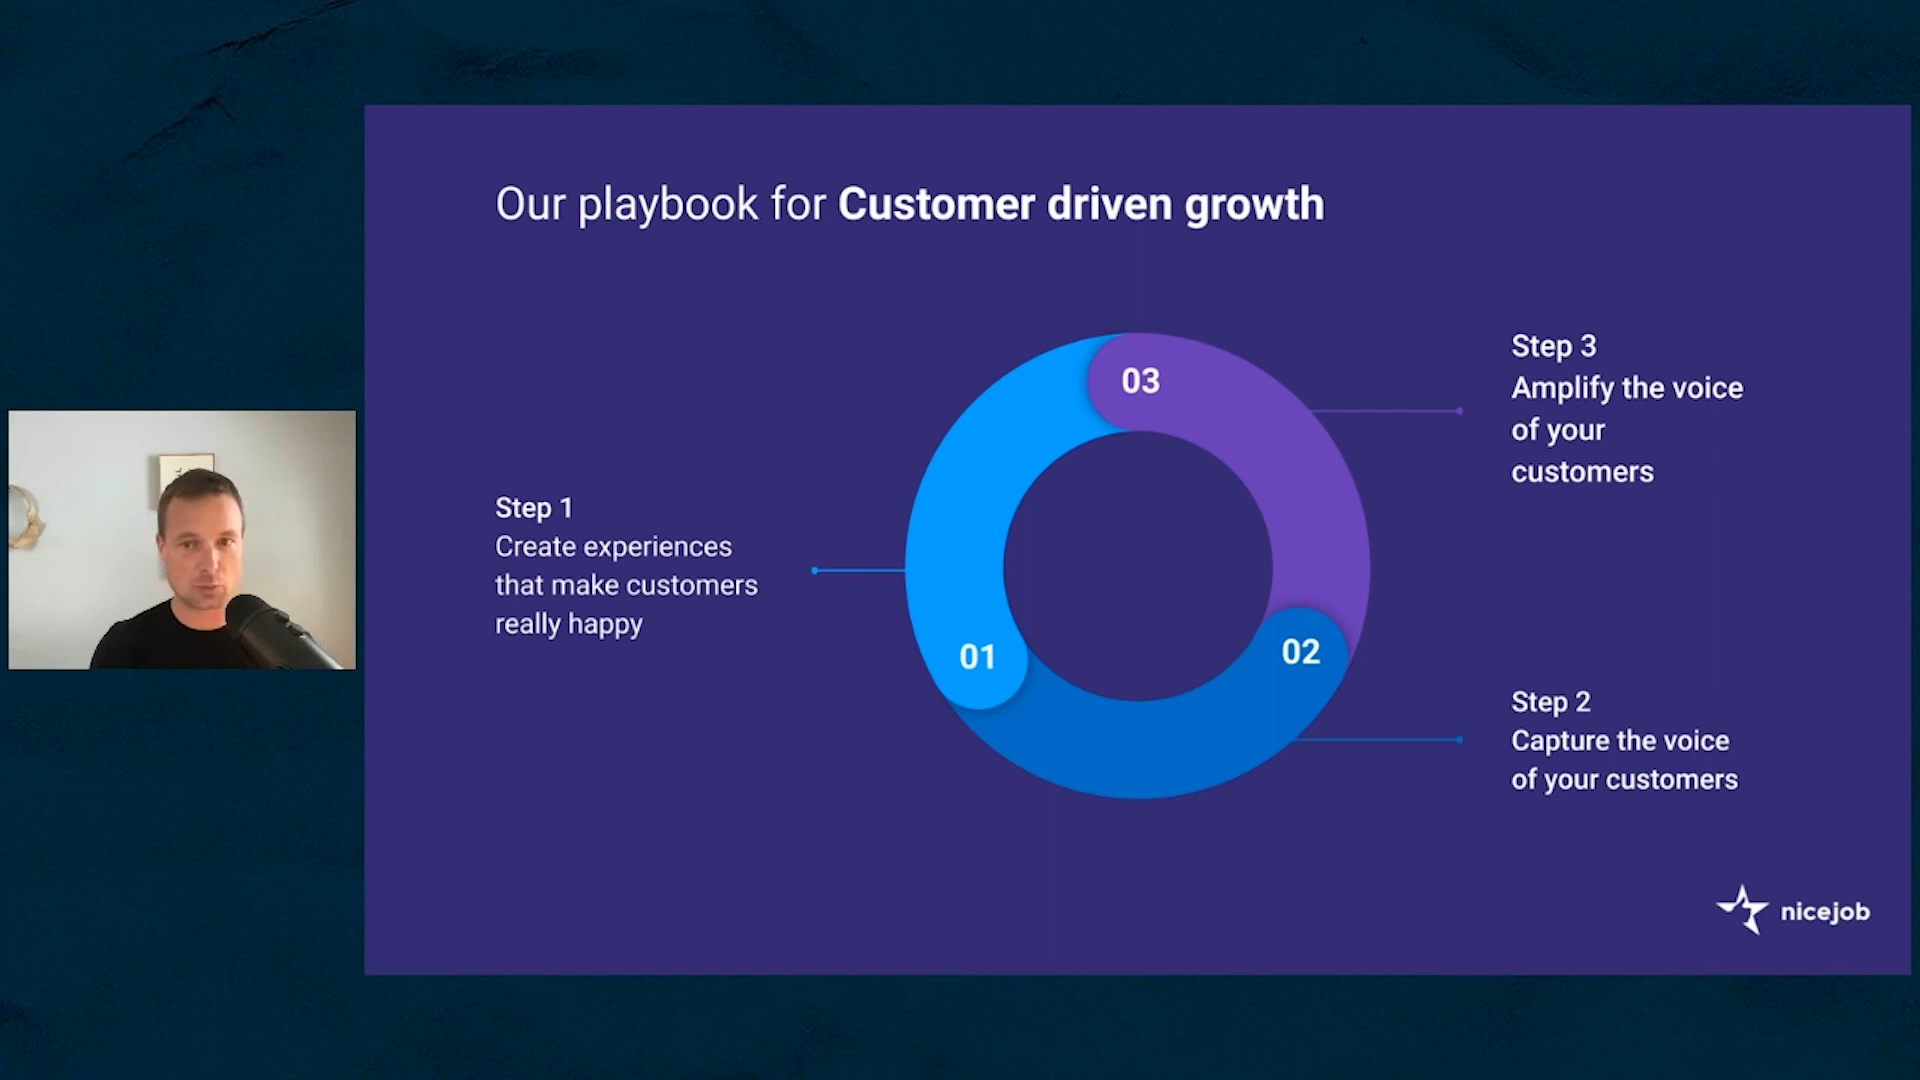 Our playbook for Customer driven growth
Step 1
Create experiences
that make customers
really happy
01
02
03
Step 3
Amplify the voice
of your
customers
Step 2
Capture the voice
of your customers
nicejob